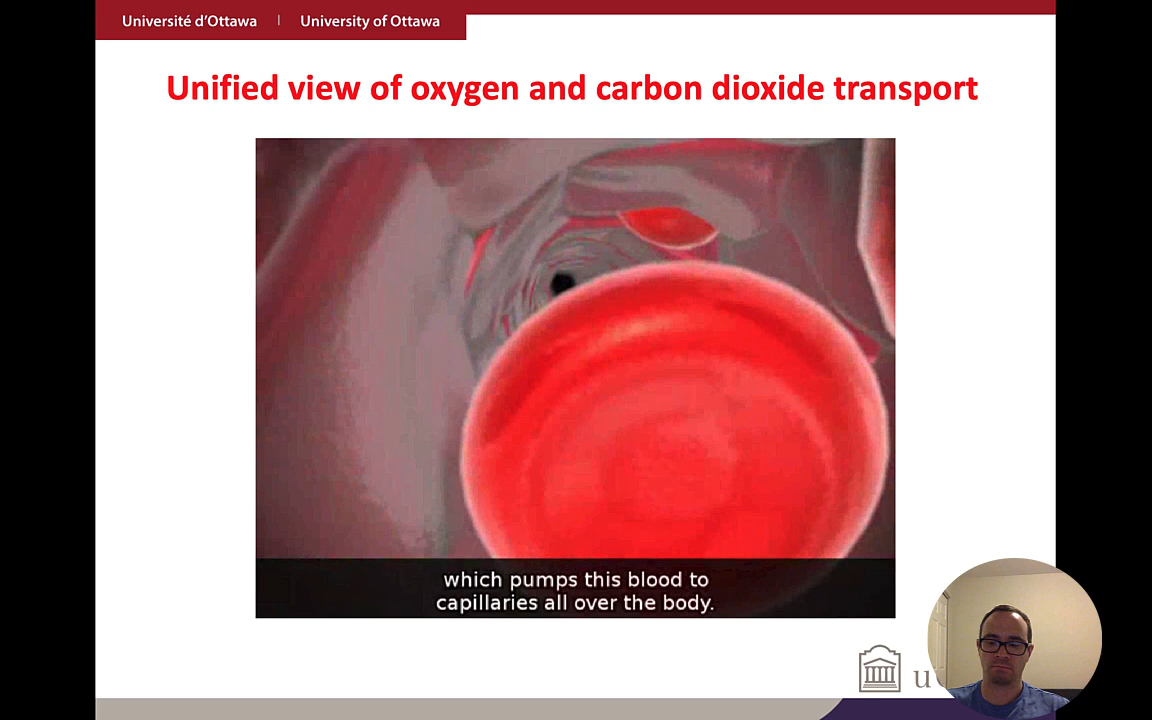 Université d'Ottawa | University of Ottawa
Unified view of oxygen and carbon dioxide transport
which pumps this blood to
capillaries all over the body.